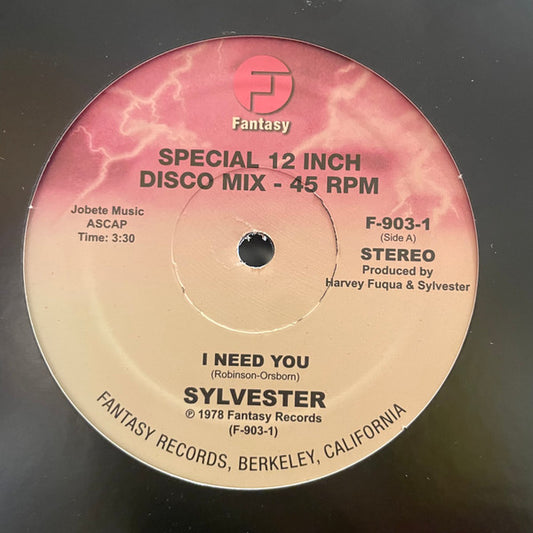 Fantasy
SPECIAL 12 INCH
DISCO MIX - 45 RPM
Jobete Music
ASCAP
Time: 3:30
F-903-1
(Side A)
STEREO
Produced by
Harvey Fuqua & Sylvester
I NEED YOU
(Robinson-Orsborn)
SYLVESTER
℗ 1978 Fantasy Records
(F-903-1)
FANTASY RECORDS, BERKELEY, CALIFORNIA